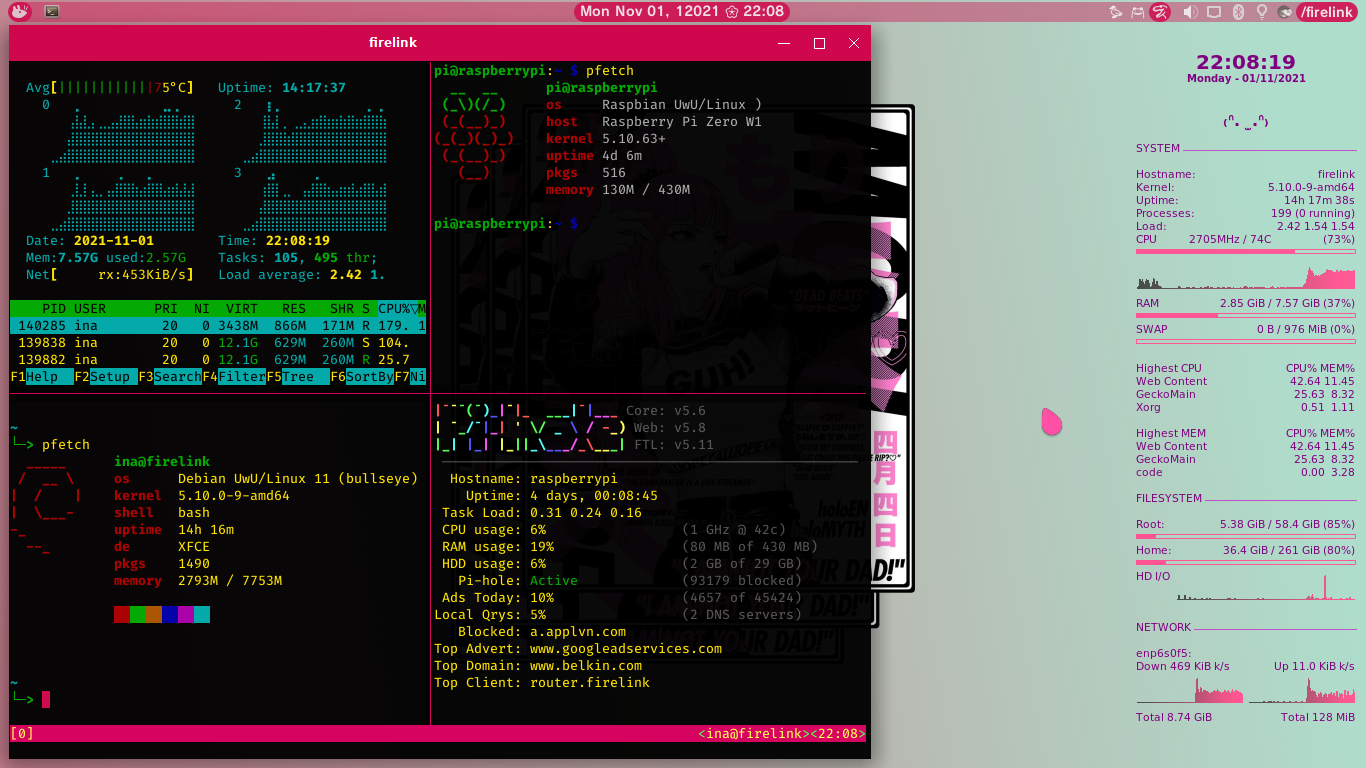 Mon Nov 01, 12021 22:08
/firelink
firelink
Avg[||||||||||||75°C] Uptime: 14:17:37
0 2
1 3
Date: 2021-11-01 Time: 22:08:19
Mem:7.57G used:2.57G Tasks: 105, 495 thr;
Net[ rx:453KiB/s] Load average: 2.42 1.
PID USER PRI NI VIRT RES SHR S CPU%▽M
140285 ina 20 0 3438M 866M 171M R 179. 1
139838 ina 20 0 12.1G 629M 260M S 104.
139882 ina 20 0 12.1G 629M 260M R 25.7
F1Help F2Setup F3SearchF4FilterF5Tree F6SortByF7Ni
pi@raspberrypi:~ $ pfetch
pi@raspberrypi
os Raspbian UwU/Linux )
host Raspberry Pi Zero W1
kernel 5.10.63+
uptime 4d 6m
pkgs 516
memory 130M / 430M
pi@raspberrypi:~ $
~
└─> pfetch
ina@firelink
os Debian UwU/Linux 11 (bullseye)
kernel 5.10.0-9-amd64
shell bash
uptime 14h 16m
de XFCE
pkgs 1490
memory 2793M / 7753M
~
└─>
Core: v5.6
Web: v5.8
FTL: v5.11
Hostname: raspberrypi
Uptime: 4 days, 00:08:45
Task Load: 0.31 0.24 0.16
CPU usage: 6% (1 GHz @ 42c)
RAM usage: 19% (80 MB of 430 MB)
HDD usage: 6% (2 GB of 29 GB)
Pi-hole: Active (93179 blocked)
Ads Today: 10% (4657 of 45424)
Local Qrys: 5% (2 DNS servers)
Blocked: a.applvn.com
Top Advert: www.googleadservices.com
Top Domain: www.belkin.com
Top Client: router.firelink
[0] <ina@firelink><22:08>
"DEAD BEATS"
GUH!
四月四日
holoEN
holoMYTH
UR DAD!"
DAD!"
NOT YOUR DAD!"
22:08:19
Monday - 01/11/2021
SYSTEM
Hostname: firelink
Kernel: 5.10.0-9-amd64
Uptime: 14h 17m 38s
Processes: 199 (0 running)
Load: 2.42 1.54 1.54
CPU 2705MHz / 74C (73%)
RAM 2.85 GiB / 7.57 GiB (37%)
SWAP 0 B / 976 MiB (0%)
Highest CPU CPU% MEM%
Web Content 42.64 11.45
GeckoMain 25.63 8.32
Xorg 0.51 1.11
Highest MEM CPU% MEM%
Web Content 42.64 11.45
GeckoMain 25.63 8.32
code 0.00 3.28
FILESYSTEM
Root: 5.38 GiB / 58.4 GiB (85%)
Home: 36.4 GiB / 261 GiB (80%)
HD I/O
NETWORK
enp6s0f5:
Down 469 KiB k/s Up 11.0 KiB k/s
Total 8.74 GiB Total 128 MiB